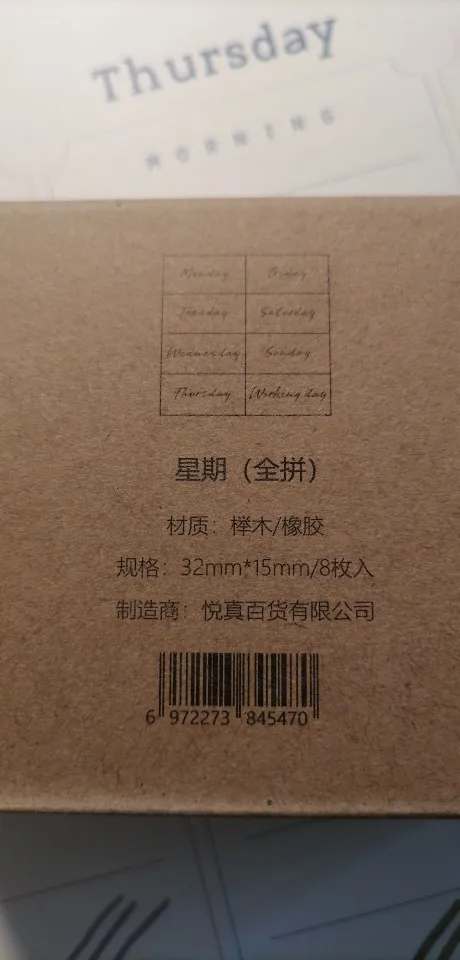 Thursday
MORNING
Monday Friday
Tuesday Saturday
Wednesday Sunday
Thursday Working day
星期（全拼）
材质：榉木/橡胶
规格：32mm*15mm/8枚入
制造商：悦真百货有限公司
6 972273 845470